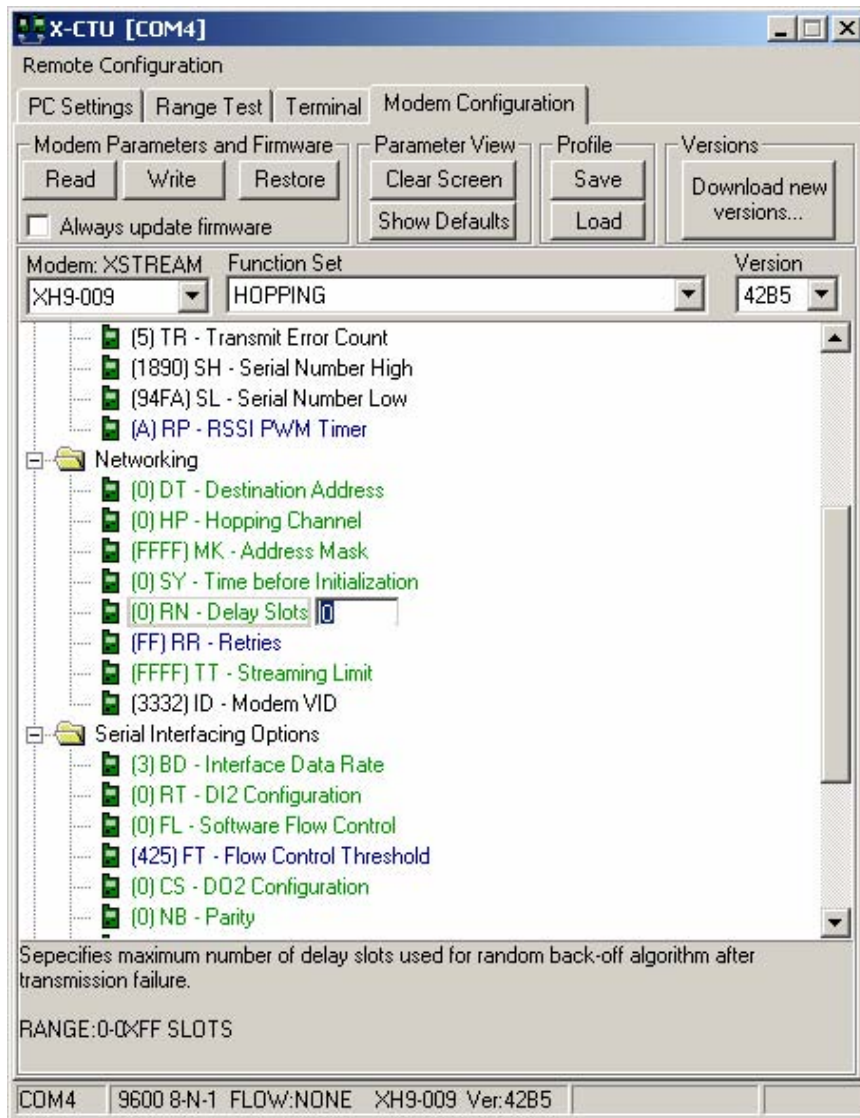 X-CTU [COM4]
Remote Configuration
PC Settings Range Test Terminal Modem Configuration
Modem Parameters and Firmware Parameter View Profile Versions
Read Write Restore Clear Screen Save Download new versions...
Always update firmware Show Defaults Load
Modem: XSTREAM Function Set Version
XH9-009 HOPPING 42B5
(5) TR - Transmit Error Count
(1890) SH - Serial Number High
(94FA) SL - Serial Number Low
(A) RP - RSSI PWM Timer
Networking
(0) DT - Destination Address
(0) HP - Hopping Channel
(FFFF) MK - Address Mask
(0) SY - Time before Initialization
(0) RN - Delay Slots 0
(FF) RR - Retries
(FFFF) TT - Streaming Limit
(3332) ID - Modem VID
Serial Interfacing Options
(3) BD - Interface Data Rate
(0) RT - DI2 Configuration
(0) FL - Software Flow Control
(425) FT - Flow Control Threshold
(0) CS - DO2 Configuration
(0) NB - Parity
Sepecifies maximum number of delay slots used for random back-off algorithm after
transmission failure.
RANGE:0-0XFF SLOTS
COM4 9600 8-N-1 FLOW:NONE XH9-009 Ver:42B5